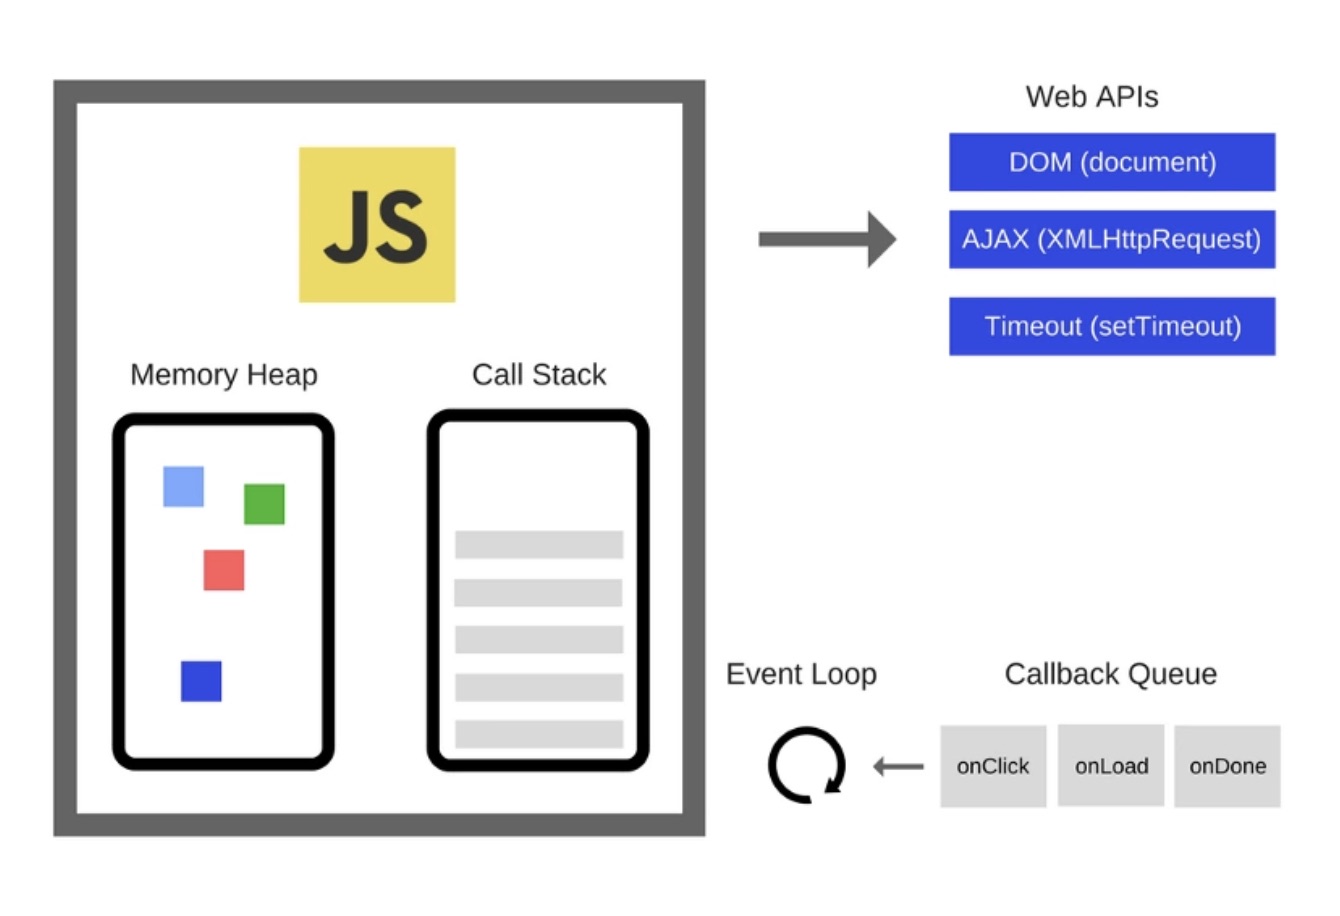 JS
Memory Heap
Call Stack
Web APIs
DOM (document)
AJAX (XMLHttpRequest)
Timeout (setTimeout)
Event Loop
Callback Queue
onClick
onLoad
onDone